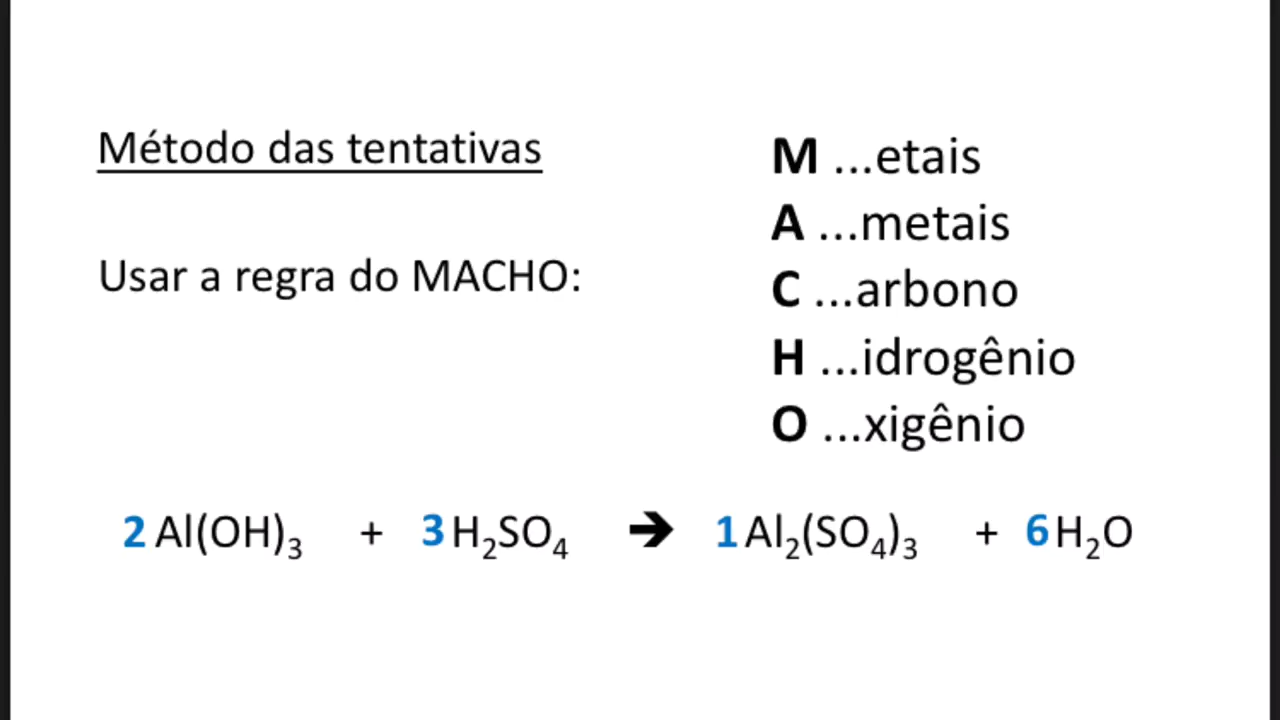 Método das tentativas
Usar a regra do MACHO:
M ...etais
A ...metais
C ...arbono
H ...idrogênio
O ...xigênio
2 Al(OH)₃ + 3 H₂SO₄ ➔ 1 Al₂(SO₄)₃ + 6 H₂O